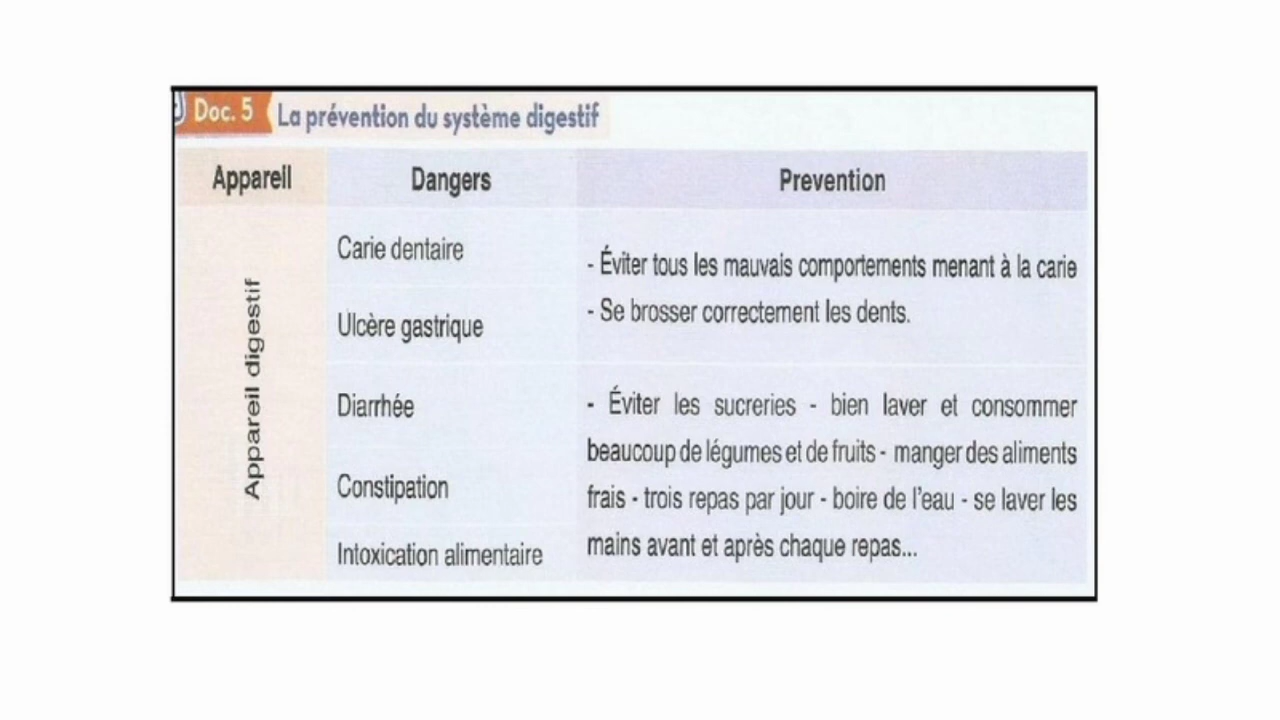 Doc. 5 La prévention du système digestif
Appareil Dangers Prevention
Appareil digestif
Carie dentaire
Ulcère gastrique
- Éviter tous les mauvais comportements menant à la carie
- Se brosser correctement les dents.
Diarrhée
Constipation
Intoxication alimentaire
- Éviter les sucreries - bien laver et consommer
beaucoup de légumes et de fruits - manger des aliments
frais - trois repas par jour - boire de l'eau - se laver les
mains avant et après chaque repas...